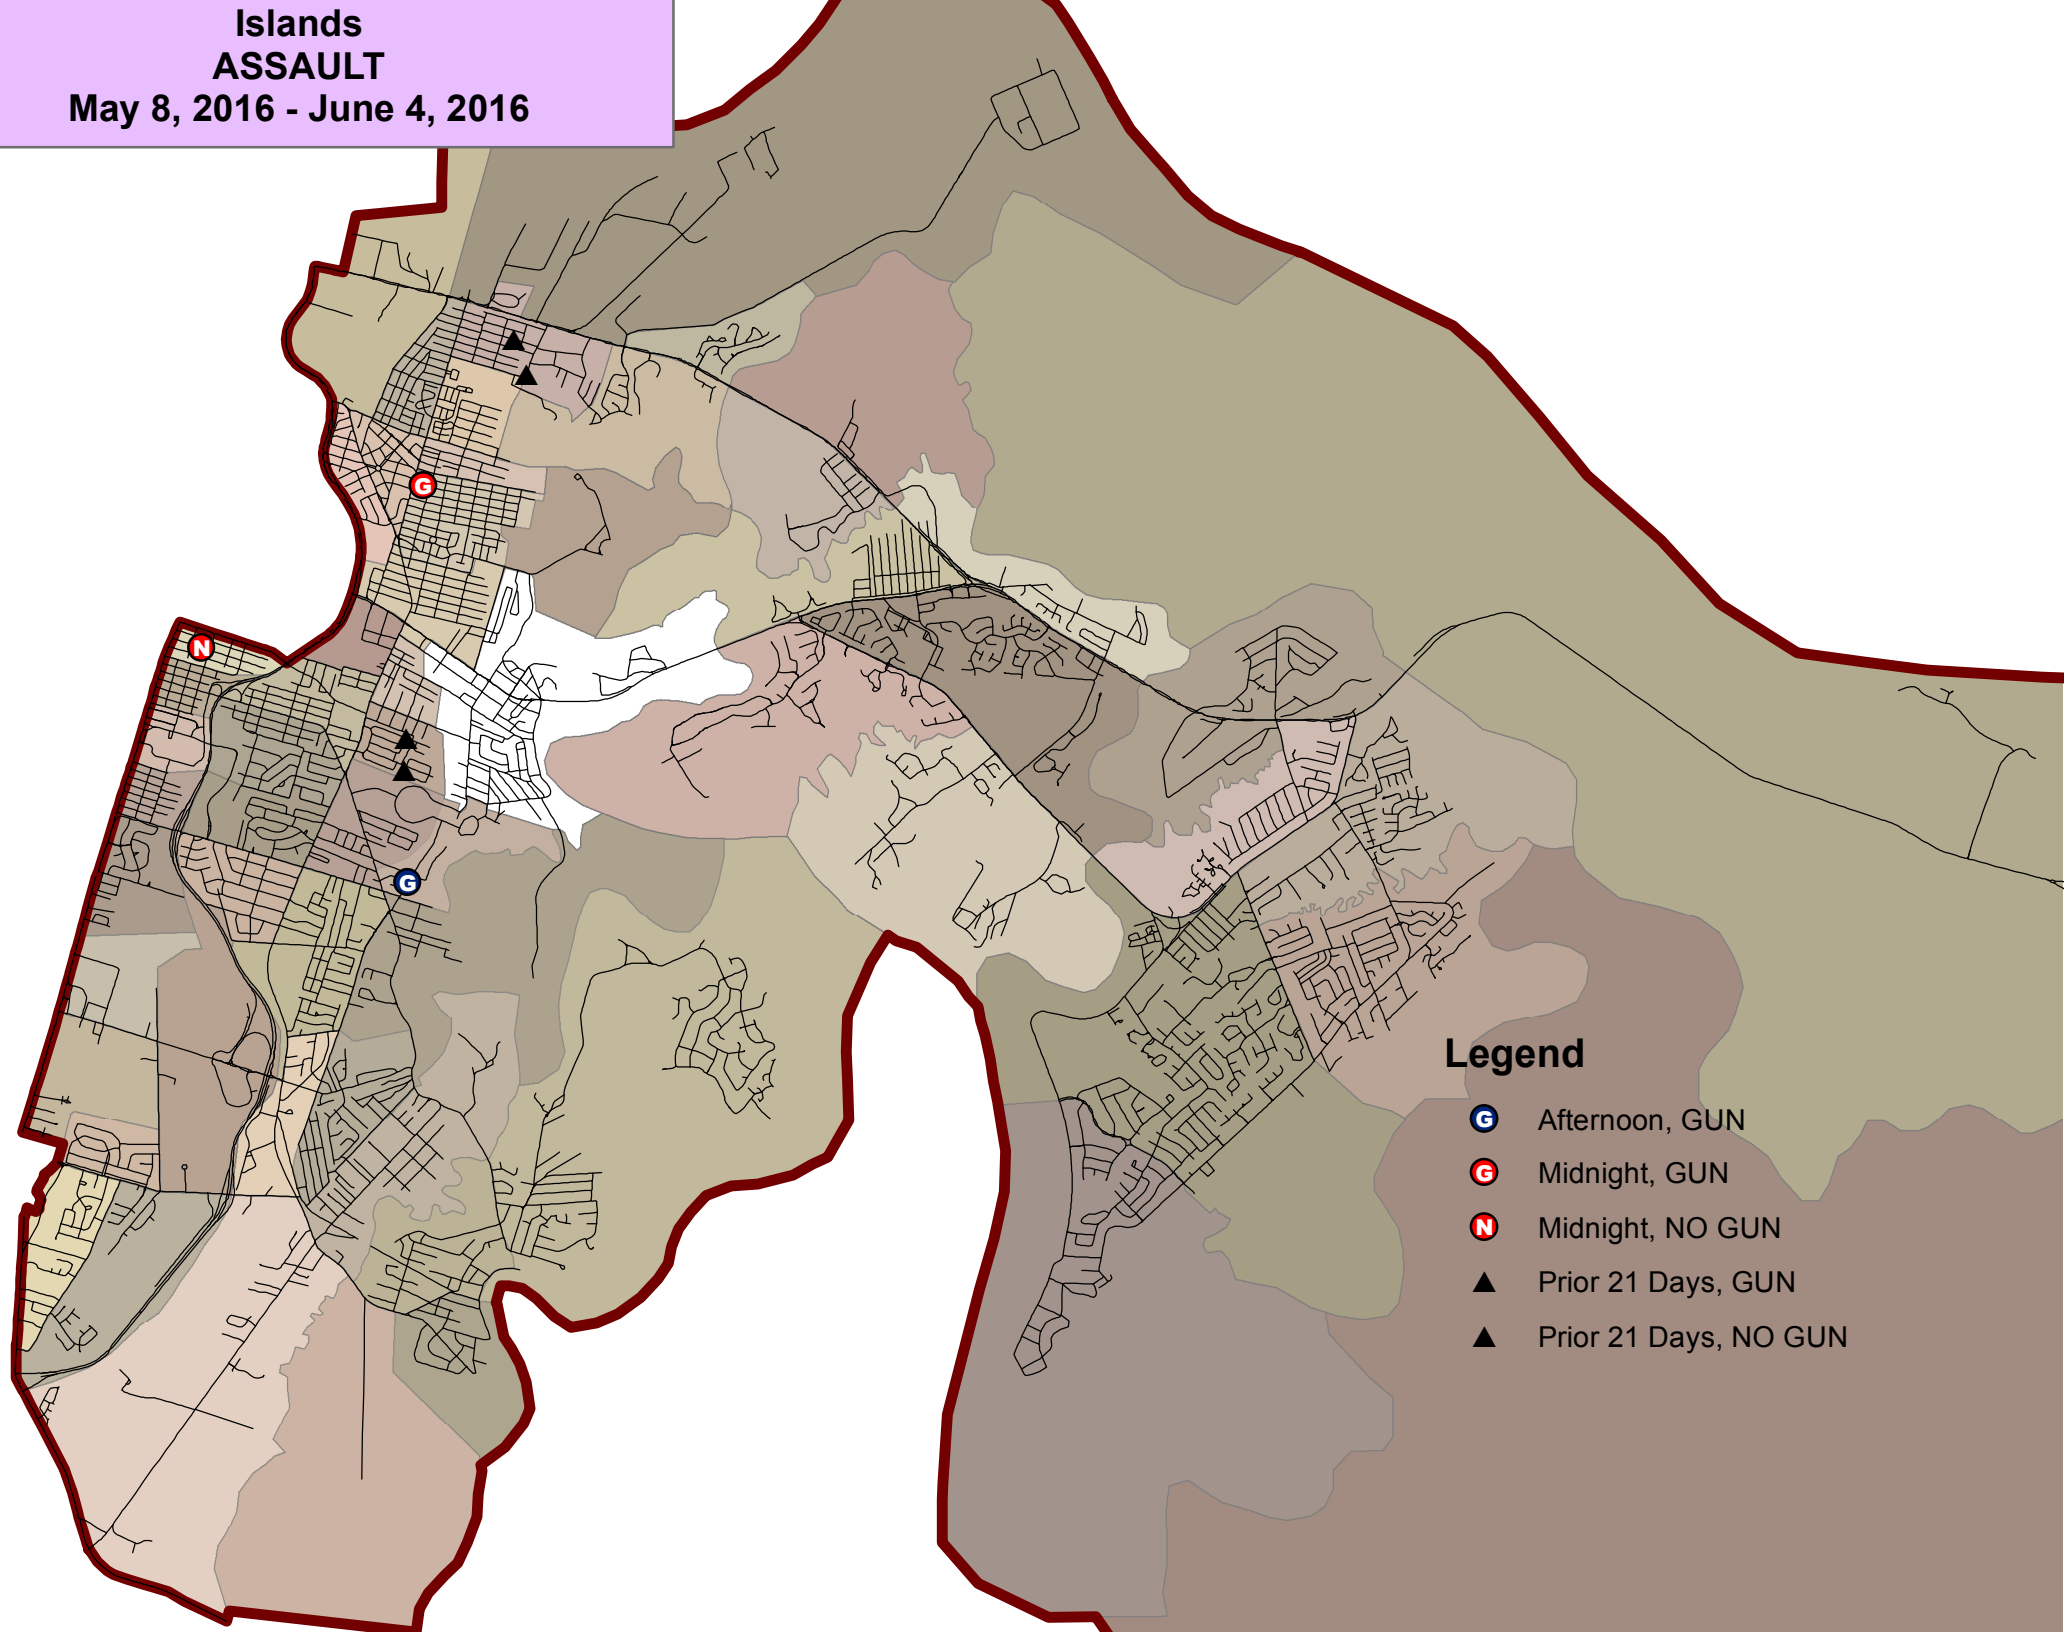 Islands
ASSAULT
May 8, 2016 - June 4, 2016
G
G
N
G
Legend
G Afternoon, GUN
G Midnight, GUN
N Midnight, NO GUN
Prior 21 Days, GUN
Prior 21 Days, NO GUN